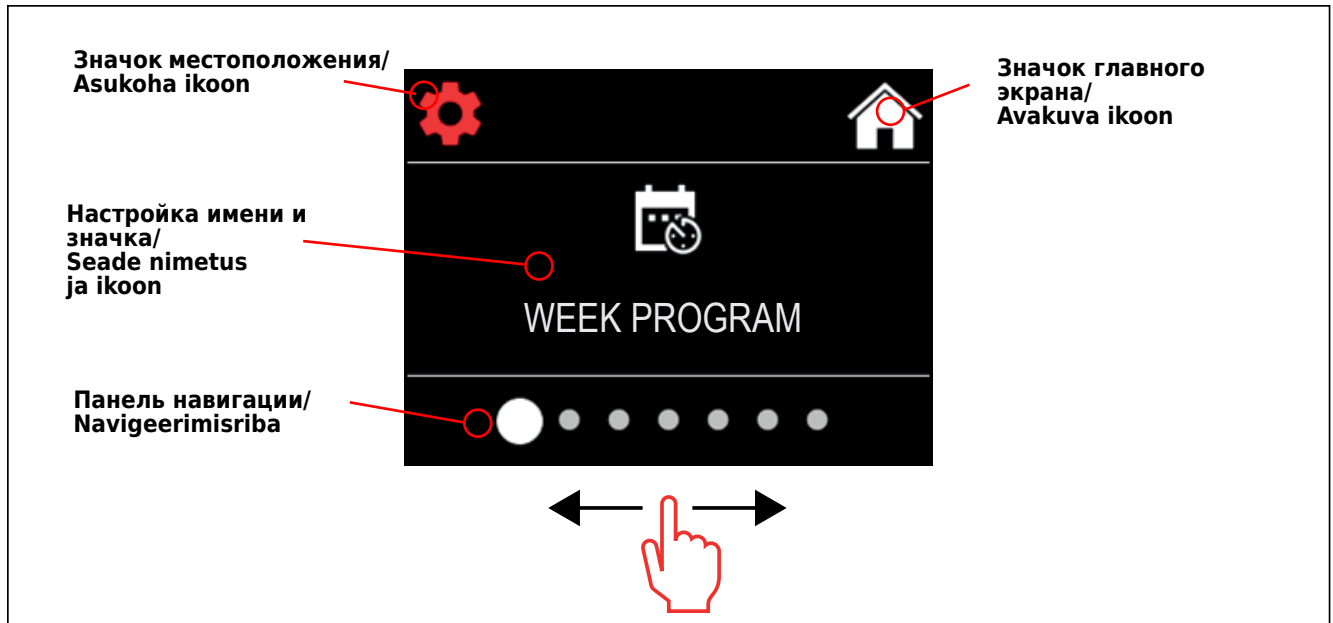 Значок местоположения/
Asukoha ikoon
Значок главного
экрана/
Avakuva ikoon
Настройка имени и
значка/
Seade nimetus
ja ikoon
WEEK PROGRAM
Панель навигации/
Navigeerimisriba